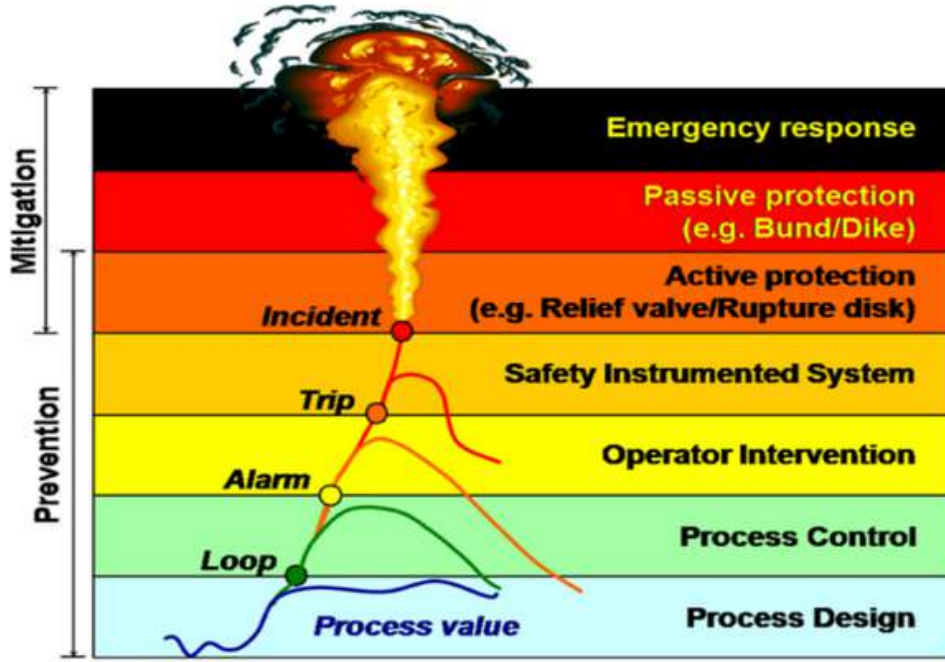 Emergency response
Passive protection
(e.g. Bund/Dike)
Active protection
(e.g. Relief valve/Rupture disk)
Incident
Safety Instrumented System
Trip
Operator Intervention
Alarm
Process Control
Loop
Process Design
Process value
Mitigation
Prevention